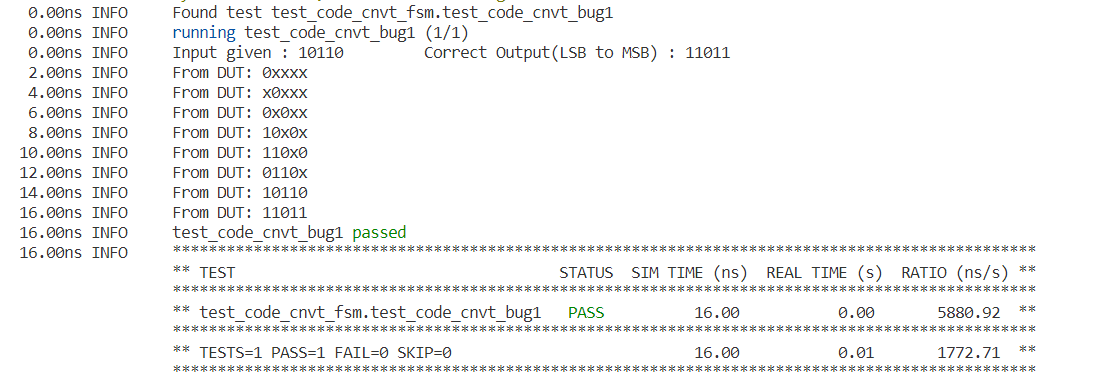 0.00ns INFO     Found test test_code_cnvt_fsm.test_code_cnvt_bug1
0.00ns INFO     running test_code_cnvt_bug1 (1/1)
0.00ns INFO     Input given : 10110         Correct Output(LSB to MSB) : 11011
2.00ns INFO     From DUT: 0xxxx
4.00ns INFO     From DUT: x0xxx
6.00ns INFO     From DUT: 0x0xx
8.00ns INFO     From DUT: 10x0x
10.00ns INFO     From DUT: 110x0
12.00ns INFO     From DUT: 0110x
14.00ns INFO     From DUT: 10110
16.00ns INFO     From DUT: 11011
16.00ns INFO     test_code_cnvt_bug1 passed
16.00ns INFO     **************************************************************************************************
** TEST                                    STATUS  SIM TIME (ns)  REAL TIME (s)  RATIO (ns/s) **
**************************************************************************************************
** test_code_cnvt_fsm.test_code_cnvt_bug1   PASS          16.00           0.00       5880.92  **
**************************************************************************************************
** TESTS=1 PASS=1 FAIL=0 SKIP=0                           16.00           0.01       1772.71  **
**************************************************************************************************